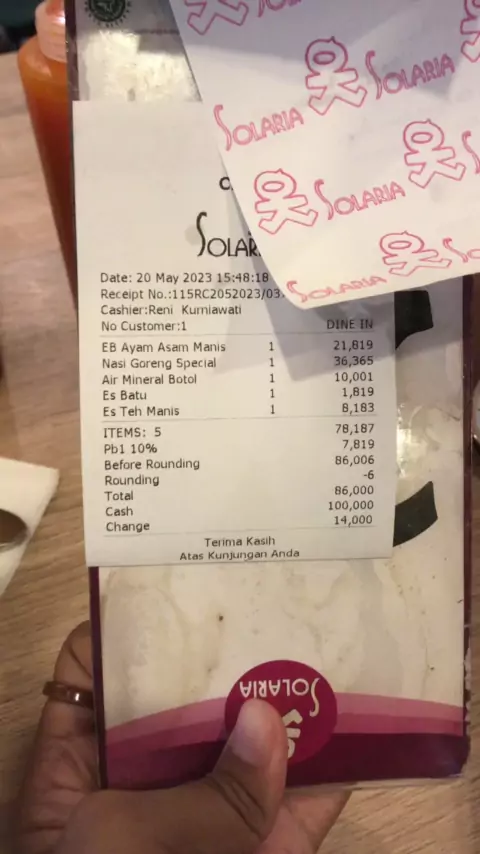 SOLARIA
SOLARIA
SOLARIA
SOLARIA
Date: 20 May 2023 15:48:18
Receipt No.:115RC2052023/03
Cashier:Reni Kurniawati
No Customer:1 DINE IN
EB Ayam Asam Manis 1 21,819
Nasi Goreng Special 1 36,365
Air Mineral Botol 1 10,001
Es Batu 1 1,819
Es Teh Manis 1 8,183
ITEMS: 5 78,187
Pb1 10% 7,819
Before Rounding 86,006
Rounding -6
Total 86,000
Cash 100,000
Change 14,000
Terima Kasih
Atas Kunjungan Anda
SOLARIA